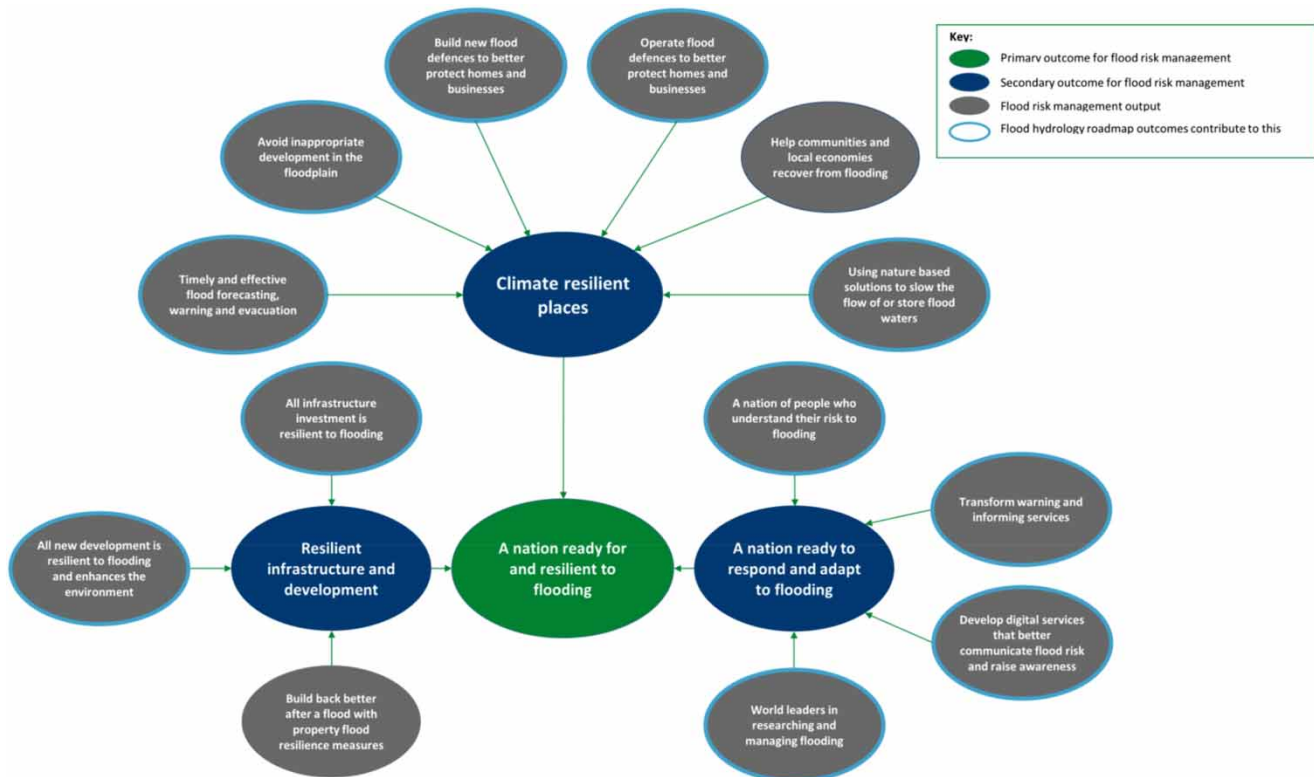 Key:
Primary outcome for flood risk management
Secondary outcome for flood risk management
Flood risk management output
Flood hydrology roadmap outcomes contribute to this
Build new flood
defences to better
protect homes and
businesses
Operate flood
defences to better
protect homes and
businesses
Avoid inappropriate
development in the
floodplain
Help communities and
local economies
recover from flooding
Timely and effective
flood forecasting,
warning and evacuation
Climate resilient
places
Using nature based
solutions to slow the
flow of or store flood
waters
All infrastructure
investment is
resilient to flooding
A nation of people who
understand their risk to
flooding
Transform warning and
informing services
All new development is
resilient to flooding
and enhances the
environment
Resilient
infrastructure and
development
A nation ready for
and resilient to
flooding
A nation ready to
respond and adapt
to flooding
Develop digital services
that better
communicate flood risk
and raise awareness
Build back better
after a flood with
property flood
resilience measures
World leaders in
researching and
managing flooding